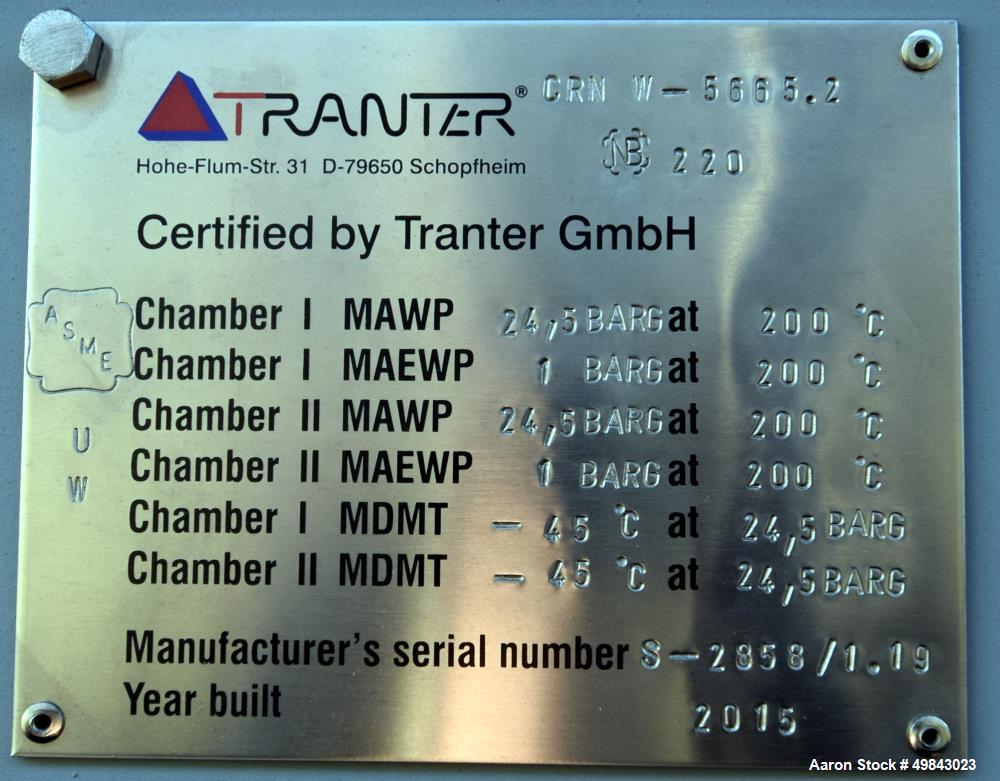 TRANTER® CRN W-5665.2
Hohe-Flum-Str. 31 D-79650 Schopfheim NB 220
Certified by Tranter GmbH
ASME
U
W
Chamber I MAWP 24,5 BARG at 200 °C
Chamber I MAEWP 1 BARG at 200 °C
Chamber II MAWP 24,5 BARG at 200 °C
Chamber II MAEWP 1 BARG at 200 °C
Chamber I MDMT - 45 °C at 24,5 BARG
Chamber II MDMT - 45 °C at 24,5 BARG
Manufacturer's serial number S-2858/1.19
Year built 2015
Aaron Stock # 49843023